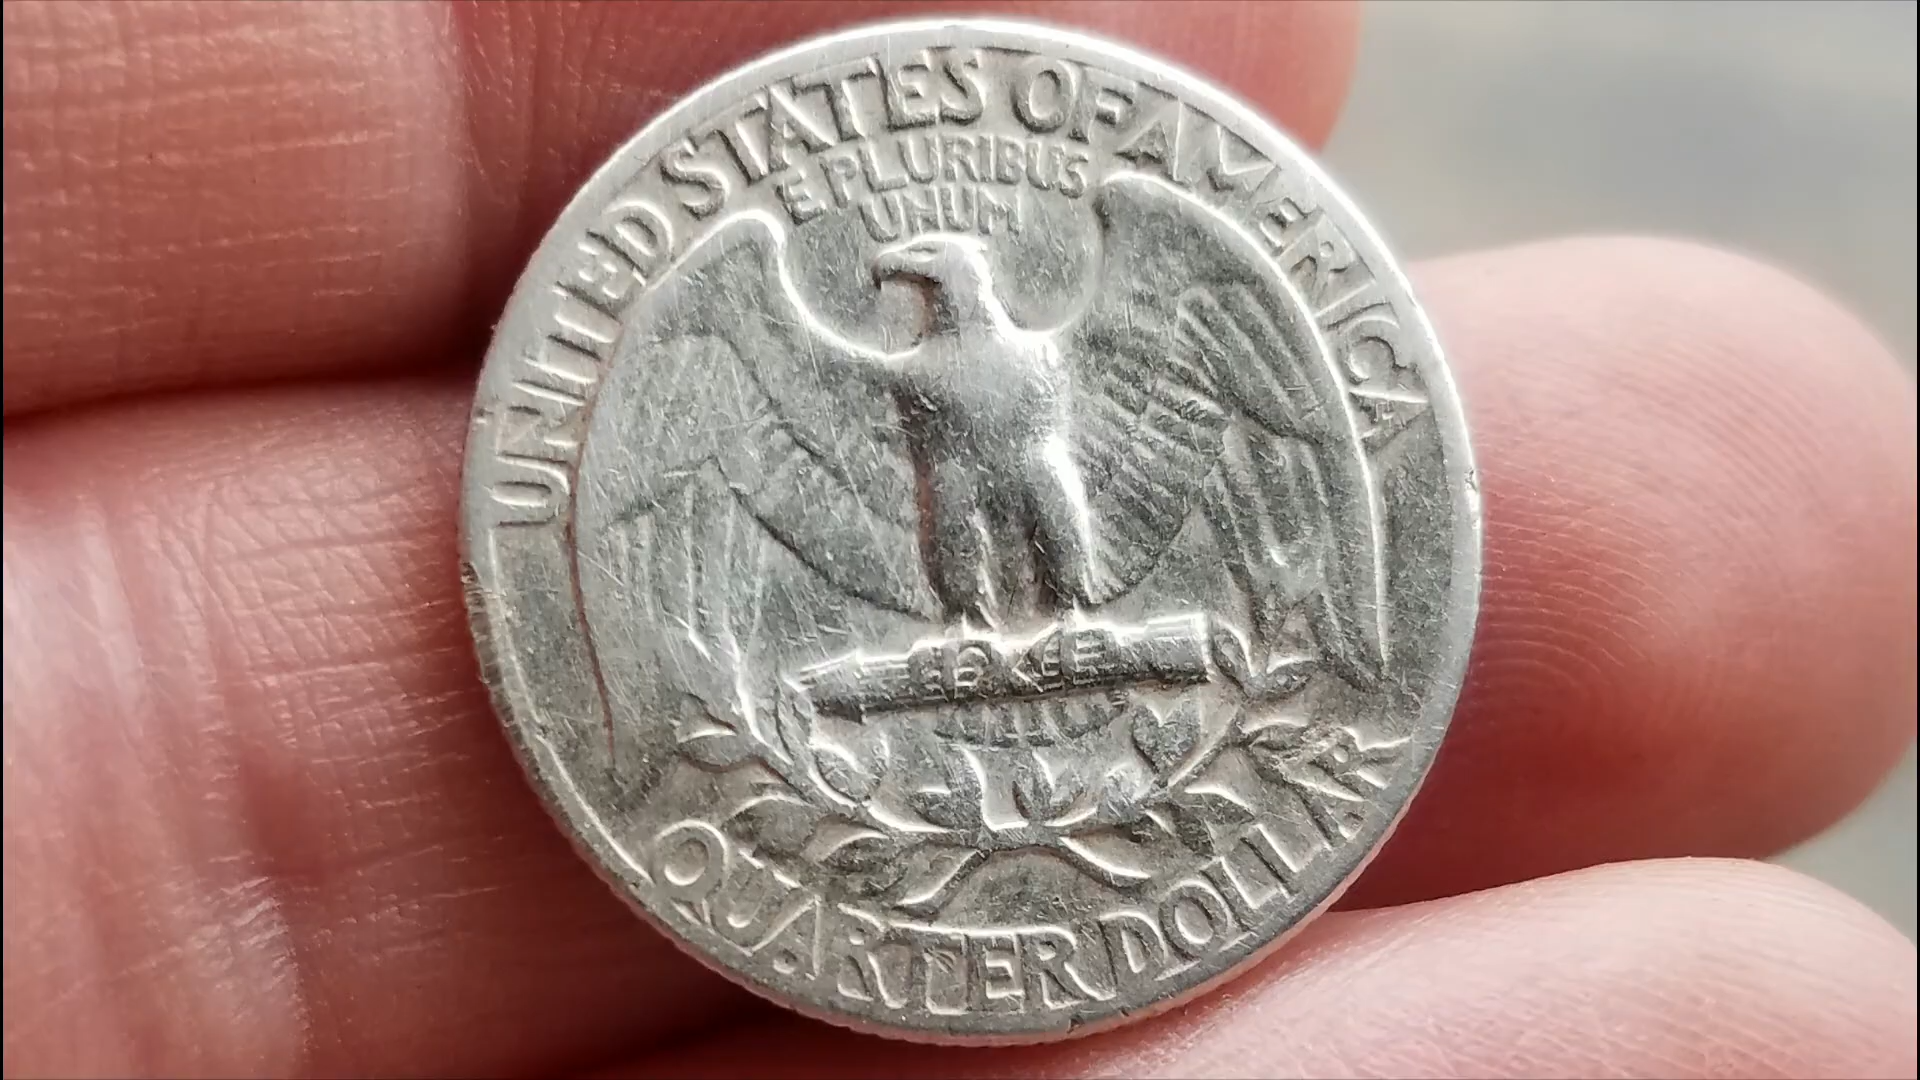 UNITED STATES OF AMERICA
E PLURIBUS
UNUM
QUARTER DOLLAR